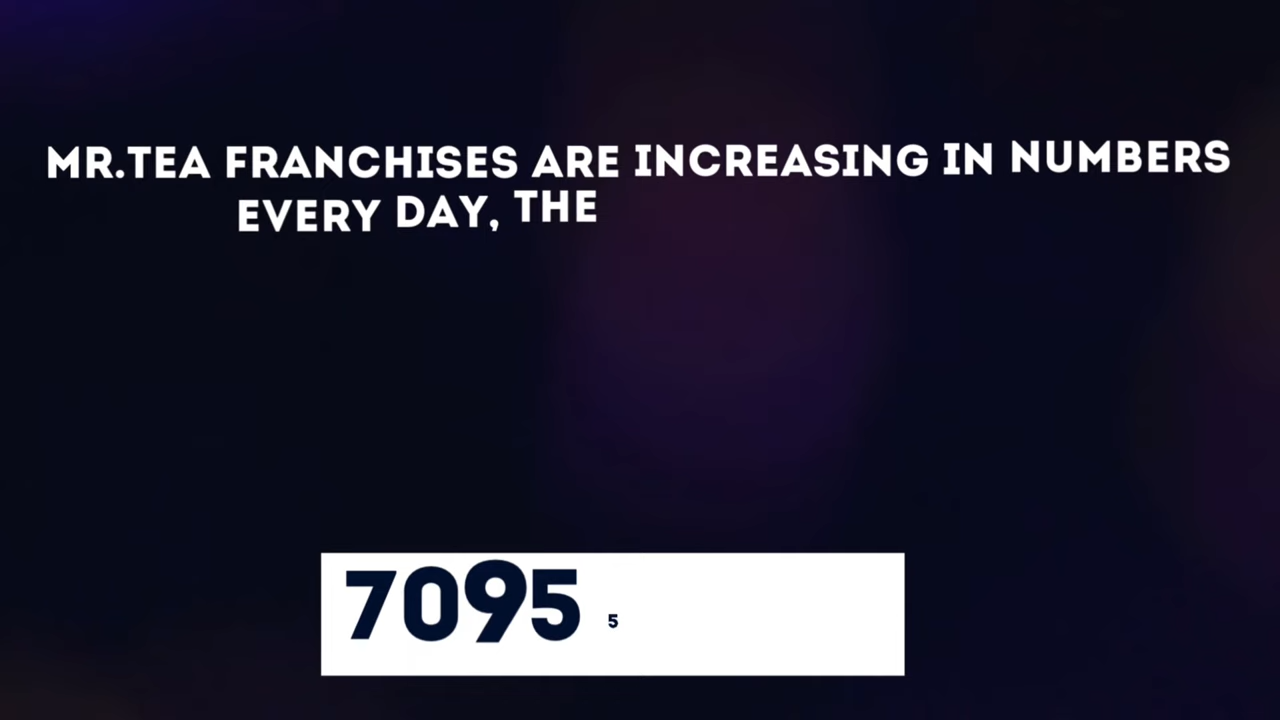 MR.TEA FRANCHISES ARE INCREASING IN NUMBERS
EVERY DAY, THE
7095 5